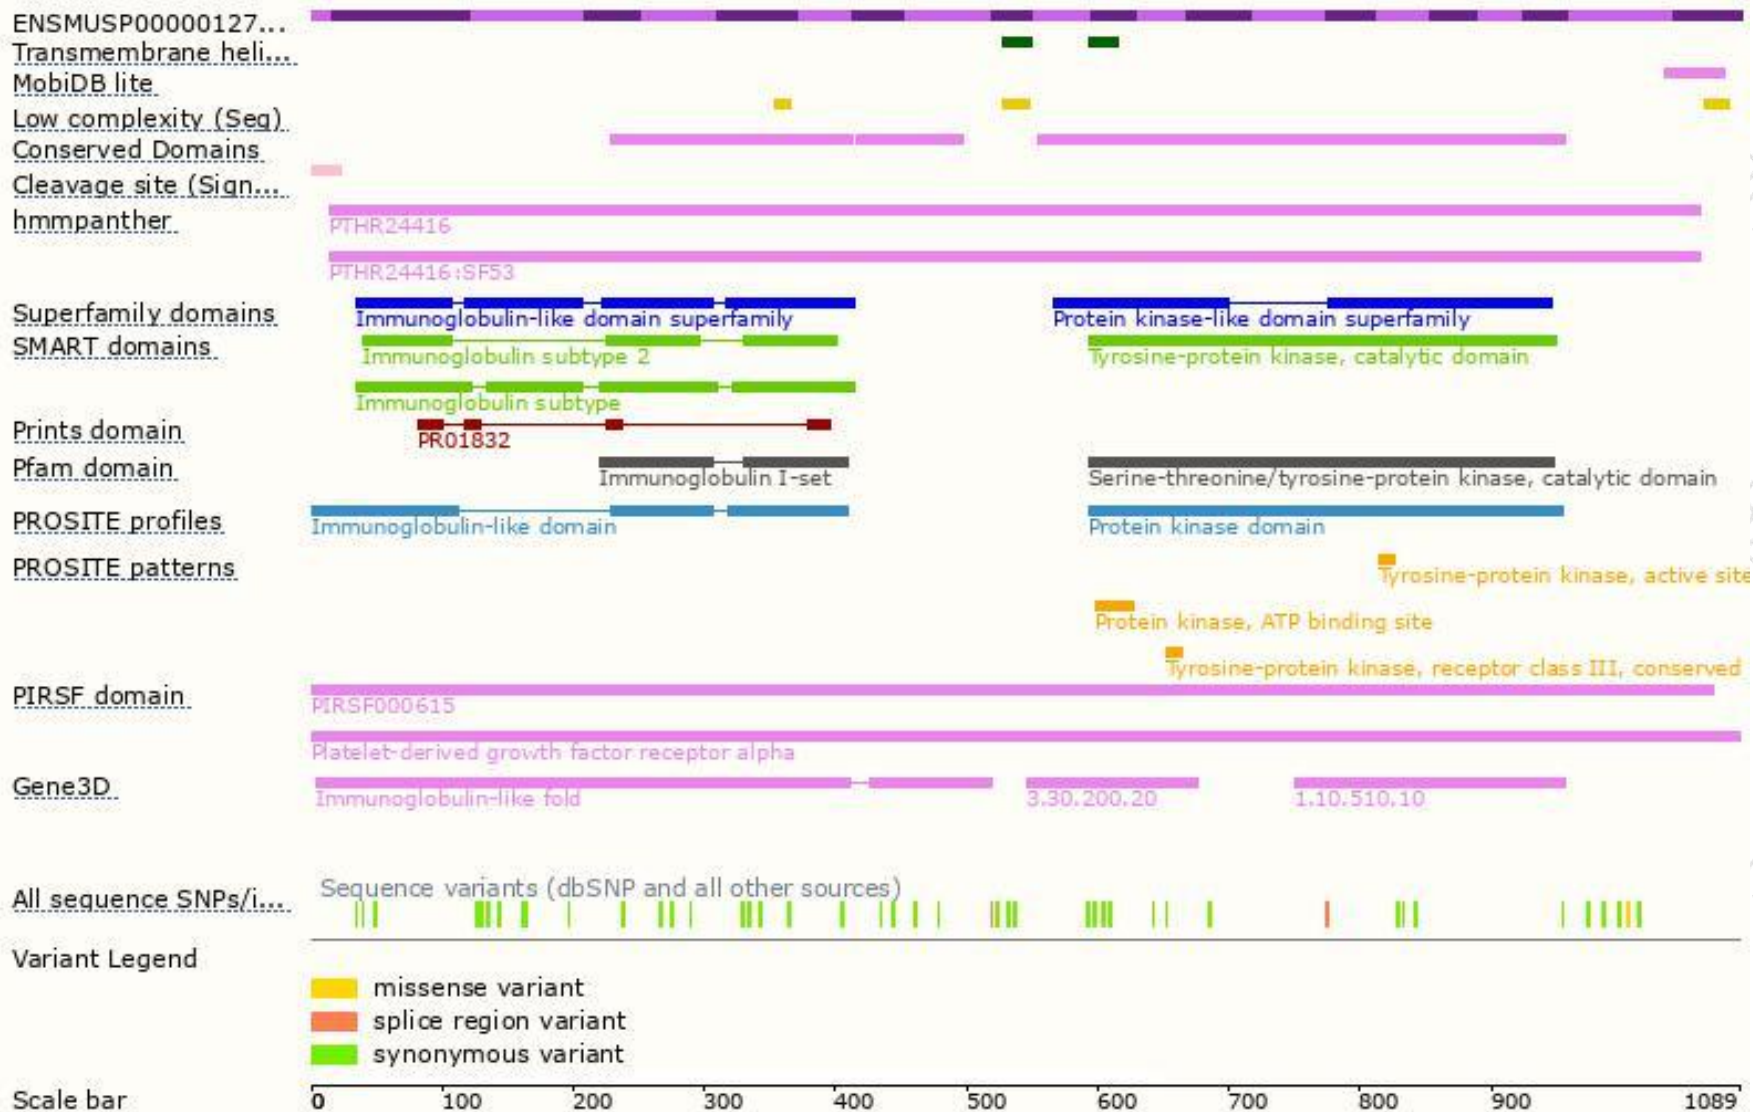 ENSMUSP00000127...
Transmembrane heli...
MobiDB lite
Low complexity (Seg)
Conserved Domains
Cleavage site (Sign...
hmmpanther
PTHR24416
PTHR24416:SF53
Superfamily domains
Immunoglobulin-like domain superfamily
Protein kinase-like domain superfamily
SMART domains
Immunoglobulin subtype 2
Tyrosine-protein kinase, catalytic domain
Immunoglobulin subtype
Prints domain
PR01832
Pfam domain
Immunoglobulin I-set
Serine-threonine/tyrosine-protein kinase, catalytic domain
PROSITE profiles
Immunoglobulin-like domain
Protein kinase domain
PROSITE patterns
Tyrosine-protein kinase, active site
Protein kinase, ATP binding site
Tyrosine-protein kinase, receptor class III, conserved
PIRSF domain
PIRSF000615
Platelet-derived growth factor receptor alpha
Gene3D
Immunoglobulin-like fold
3.30.200.20
1.10.510.10
All sequence SNPs/i...
Sequence variants (dbSNP and all other sources)
Variant Legend
missense variant
splice region variant
synonymous variant
Scale bar
0 100 200 300 400 500 600 700 800 900 1089